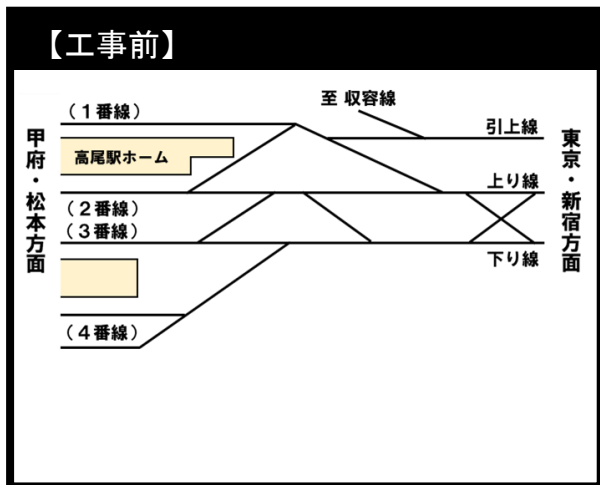 【工事前】
(1番線)
至 収容線
引上線
高尾駅ホーム
上り線
(2番線)
(3番線)
下り線
(4番線)
甲府・松本方面
東京・新宿方面